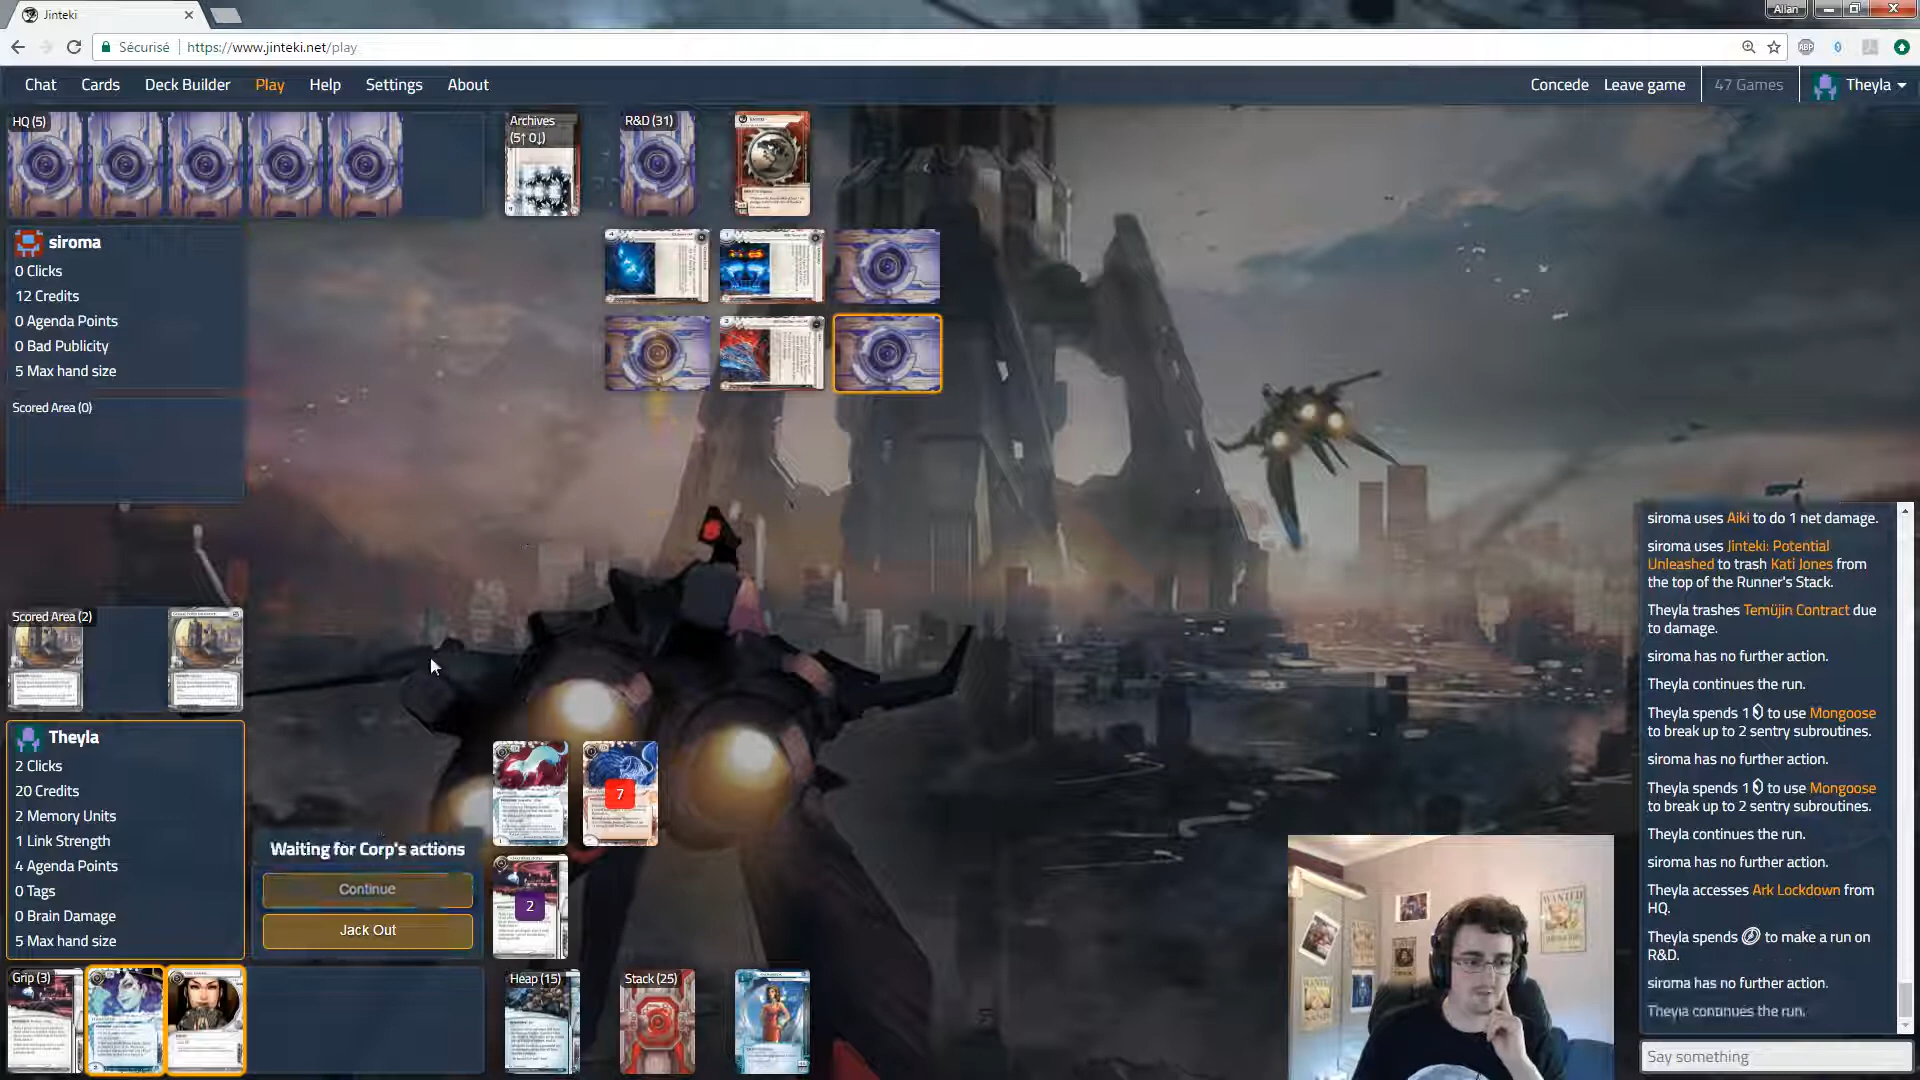 Jinteki
Allan
Sécurisé
https://www.jinteki.net/play
ABP
Chat
Cards
Deck Builder
Play
Help
Settings
About
Concede
Leave game
47 Games
Theyla
HQ (5)
Archives
(5↑ 0↓)
R&D (31)
siroma
0 Clicks
12 Credits
0 Agenda Points
0 Bad Publicity
5 Max hand size
Scored Area (0)
Scored Area (2)
Theyla
2 Clicks
20 Credits
2 Memory Units
1 Link Strength
4 Agenda Points
0 Tags
0 Brain Damage
5 Max hand size
Waiting for Corp's actions
Continue
Jack Out
7
2
Grip (3)
Heap (15)
Stack (25)
siroma uses Aiki to do 1 net damage.
siroma uses Jinteki: Potential
Unleashed to trash Kati Jones from
the top of the Runner's Stack.
Theyla trashes Temüjin Contract due
to damage.
siroma has no further action.
Theyla continues the run.
Theyla spends 1 to use Mongoose
to break up to 2 sentry subroutines.
siroma has no further action.
Theyla spends 1 to use Mongoose
to break up to 2 sentry subroutines.
Theyla continues the run.
siroma has no further action.
Theyla accesses Ark Lockdown from
HQ.
Theyla spends to make a run on
R&D.
siroma has no further action.
Theyla continues the run.
Say something
WANTED